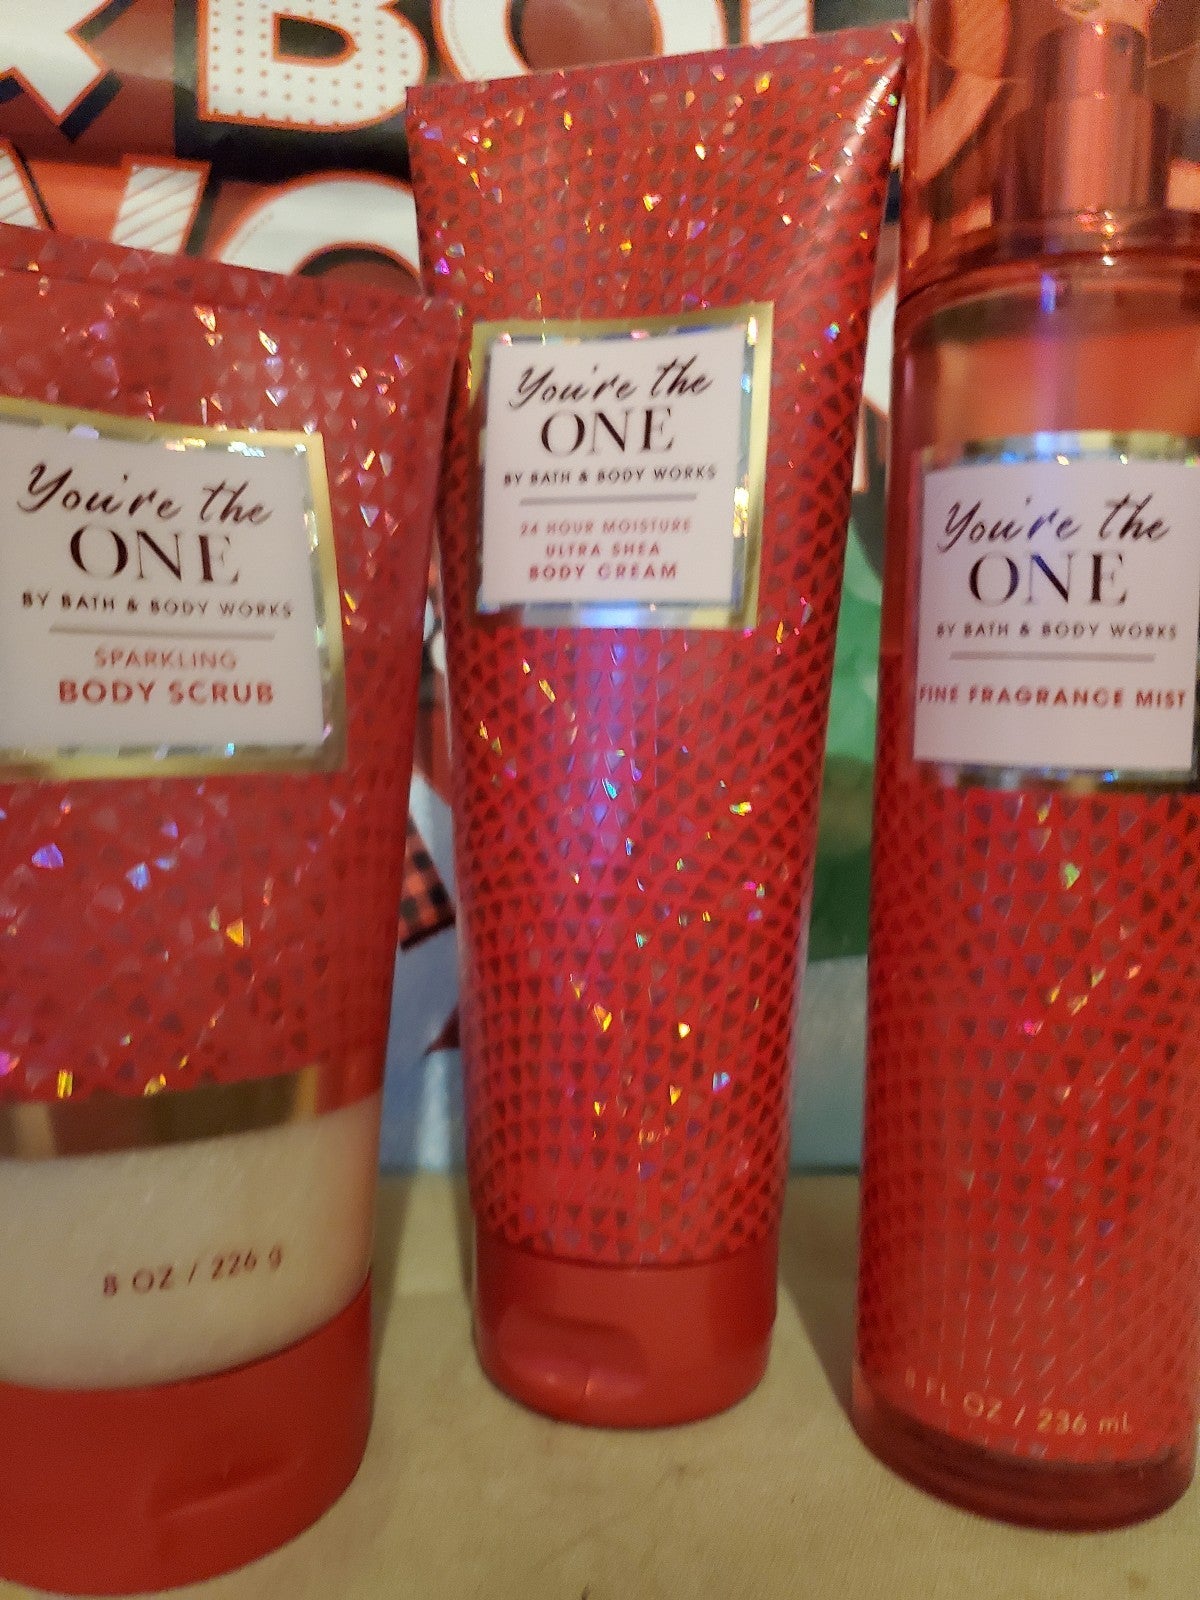 BOX
You're the
ONE
BY BATH & BODY WORKS
SPARKLING
BODY SCRUB
8 OZ / 226 g
You're the
ONE
BY BATH & BODY WORKS
24 HOUR MOISTURE
ULTRA SHEA
BODY CREAM
You're the
ONE
BY BATH & BODY WORKS
FINE FRAGRANCE MIST
8 FL OZ / 236 mL